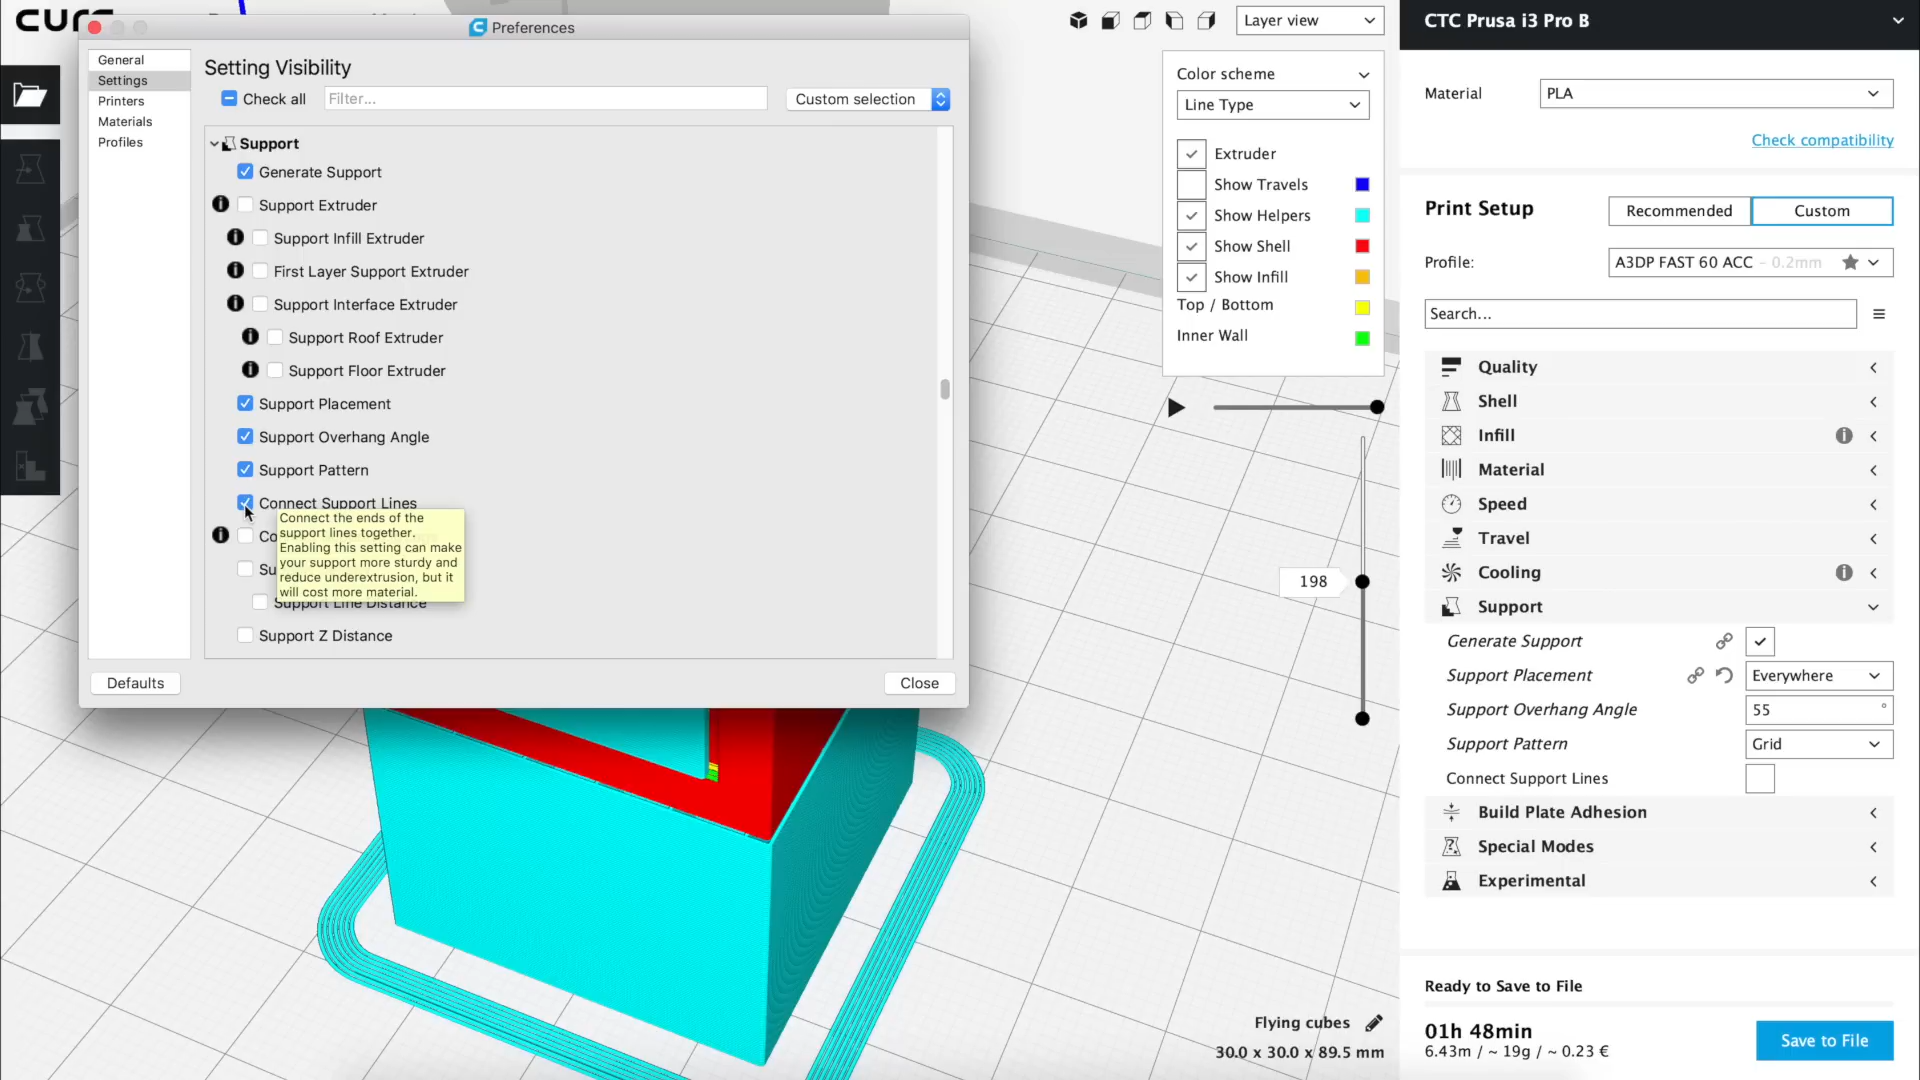 Preferences
General
Settings
Printers
Materials
Profiles
Setting Visibility
Check all
Filter...
Custom selection
Support
Generate Support
Support Extruder
Support Infill Extruder
First Layer Support Extruder
Support Interface Extruder
Support Roof Extruder
Support Floor Extruder
Support Placement
Support Overhang Angle
Support Pattern
Connect Support Lines
Connect the ends of the
support lines together.
Enabling this setting can make
your support more sturdy and
reduce underextrusion, but it
will cost more material.
Support Line Distance
Support Z Distance
Defaults
Close
Layer view
Color scheme
Line Type
Extruder
Show Travels
Show Helpers
Show Shell
Show Infill
Top / Bottom
Inner Wall
198
Flying cubes
30.0 x 30.0 x 89.5 mm
CTC Prusa i3 Pro B
Material
PLA
Check compatibility
Print Setup
Recommended
Custom
Profile:
A3DP FAST 60 ACC - 0.2mm
Search...
Quality
Shell
Infill
Material
Speed
Travel
Cooling
Support
Generate Support
Support Placement
Everywhere
Support Overhang Angle
55 °
Support Pattern
Grid
Connect Support Lines
Build Plate Adhesion
Special Modes
Experimental
Ready to Save to File
01h 48min
6.43m / ~ 19g / ~ 0.23 €
Save to File